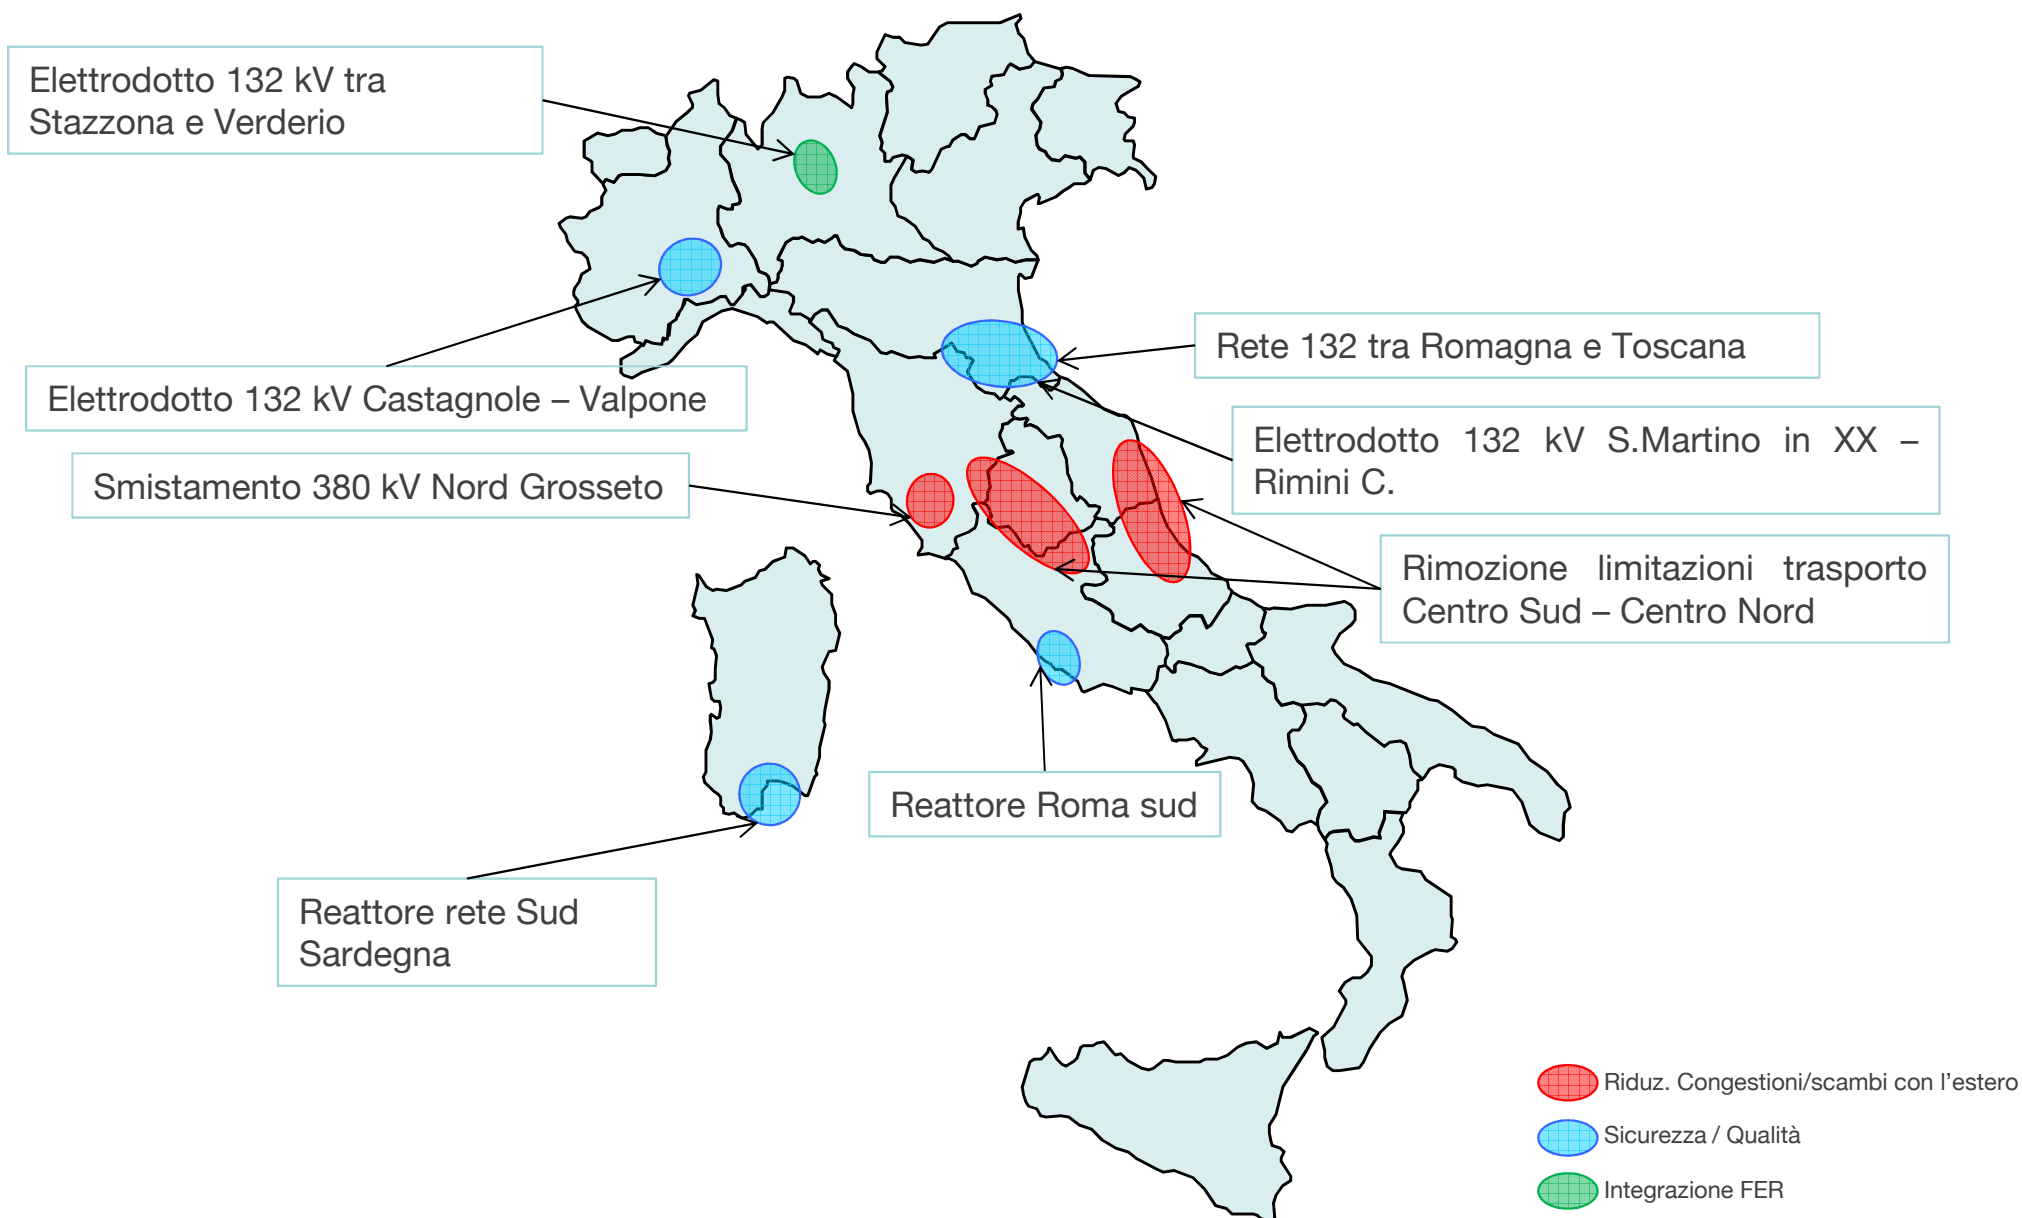 Elettrodotto 132 kV tra
Stazzona e Verderio
Rete 132 tra Romagna e Toscana
Elettrodotto 132 kV Castagnole – Valpone
Elettrodotto 132 kV S.Martino in XX –
Rimini C.
Smistamento 380 kV Nord Grosseto
Rimozione limitazioni trasporto
Centro Sud – Centro Nord
Reattore Roma sud
Reattore rete Sud
Sardegna
Riduz. Congestioni/scambi con l'estero
Sicurezza / Qualità
Integrazione FER